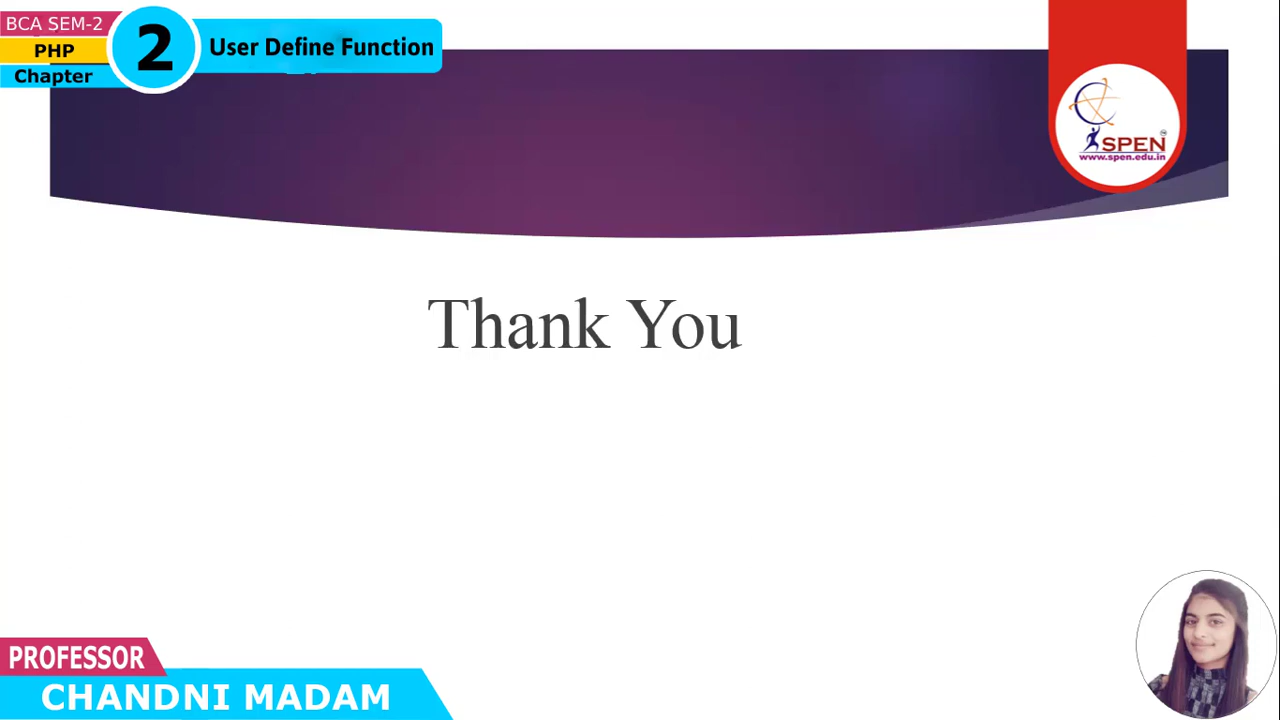 BCA SEM-2
PHP
Chapter
2
User Define Function
SPEN
www.spen.edu.in
Thank You
PROFESSOR
CHANDNI MADAM